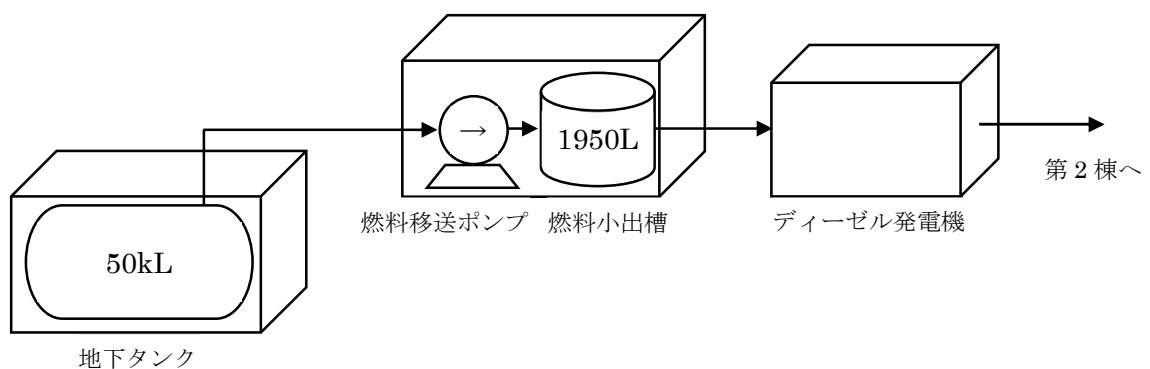 →
1950L
第２棟へ
燃料移送ポンプ 燃料小出槽
ディーゼル発電機
50kL
地下タンク